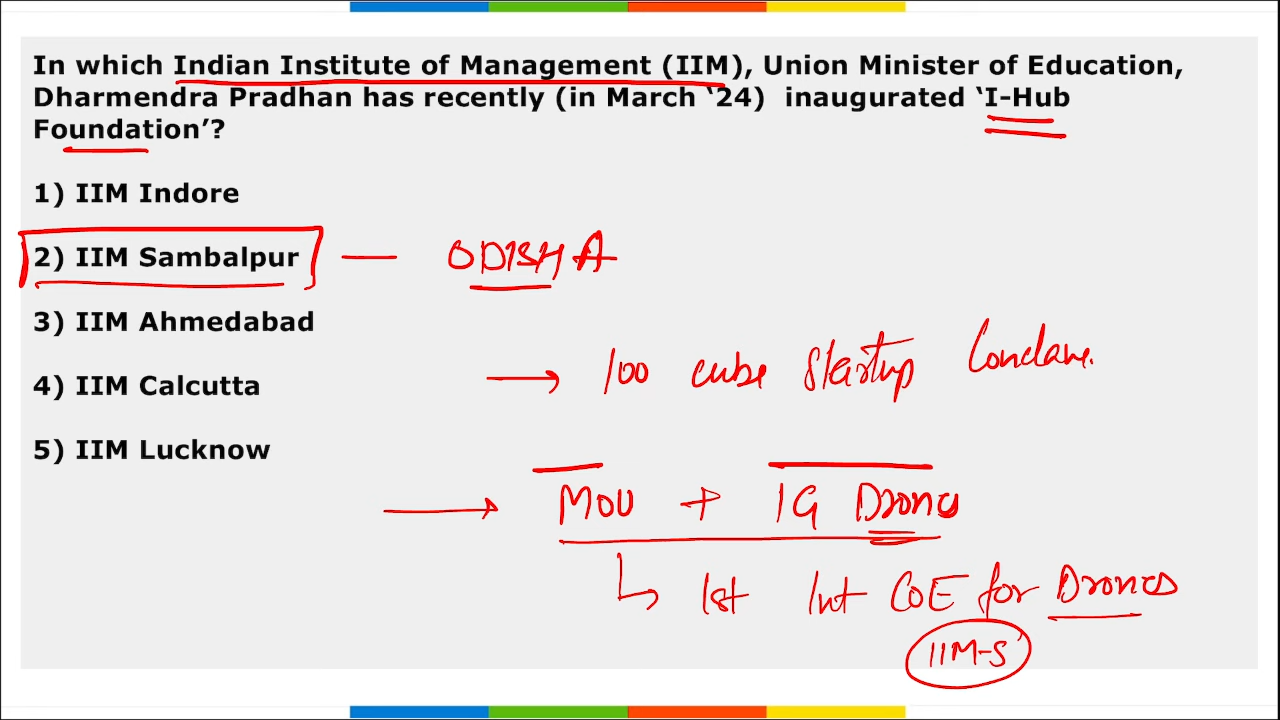 In which Indian Institute of Management (IIM), Union Minister of Education,
Dharmendra Pradhan has recently (in March ‘24) inaugurated ‘I-Hub
Foundation’?
1) IIM Indore
2) IIM Sambalpur — ODISHA
3) IIM Ahmedabad
→ 100 cube Startup Conclave.
4) IIM Calcutta
5) IIM Lucknow
→ MOU + IG Drones
↳ 1st Int CoE for Drones
IIM-S